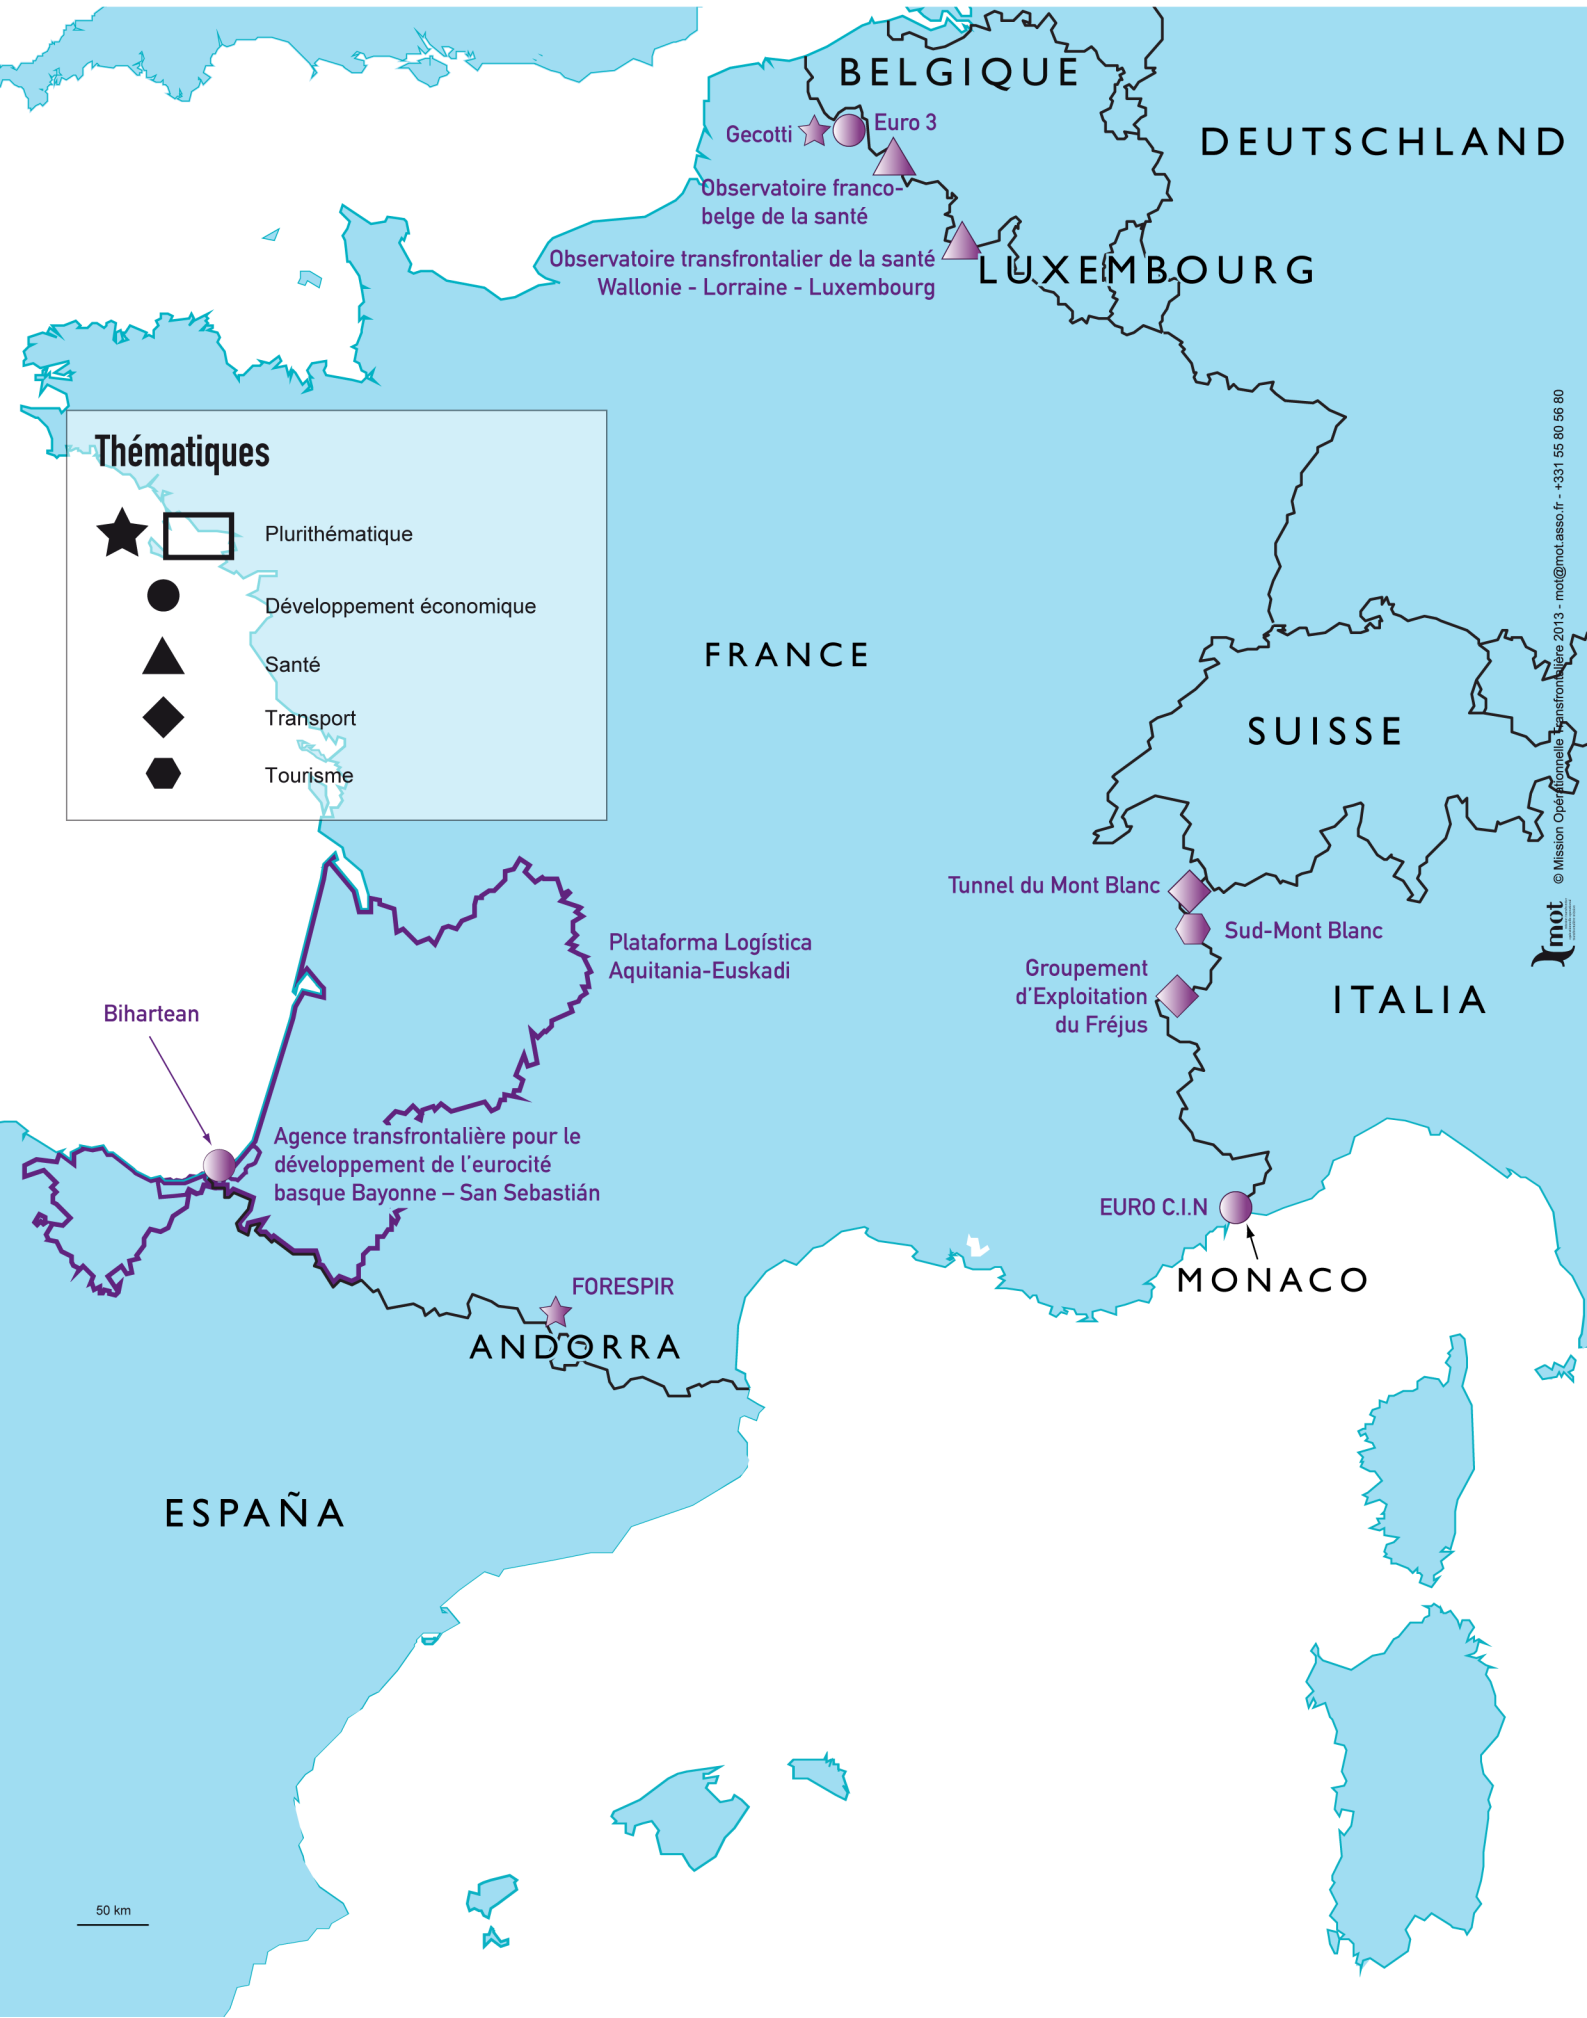 BELGIQUE
Gecotti
Euro 3
DEUTSCHLAND
Observatoire franco-
belge de la santé
Observatoire transfrontalier de la santé
Wallonie - Lorraine - Luxembourg
LUXEMBOURG
Thématiques
Plurithématique
Développement économique
Santé
Transport
Tourisme
FRANCE
SUISSE
© Mission Opérationnelle Transfrontalière 2013 - mot@mot.asso.fr - +331 55 80 56 80
mot
Tunnel du Mont Blanc
Sud-Mont Blanc
Groupement
d'Exploitation
du Fréjus
ITALIA
Plataforma Logística
Aquitania-Euskadi
Bihartean
Agence transfrontalière pour le
développement de l'eurocité
basque Bayonne – San Sebastián
EURO C.I.N
MONACO
FORESPIR
ANDORRA
ESPAÑA
50 km